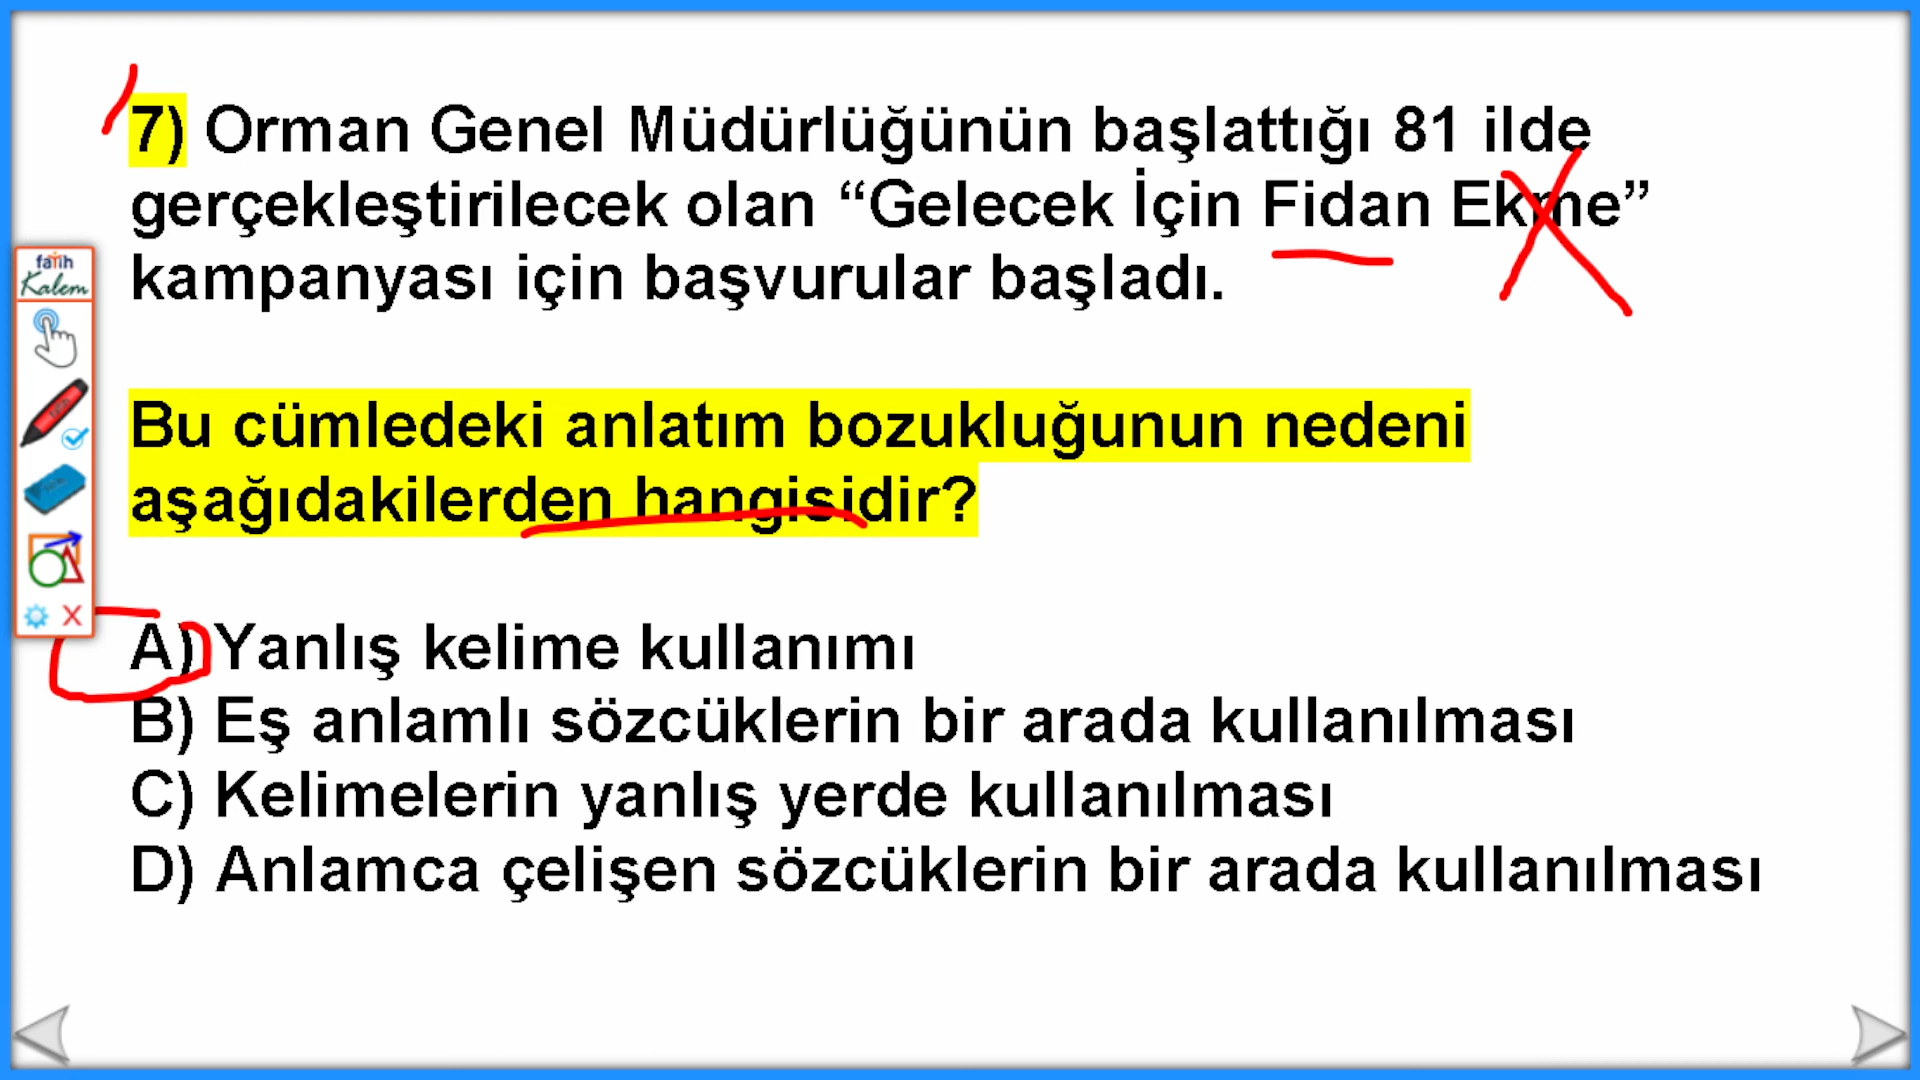 7) Orman Genel Müdürlüğünün başlattığı 81 ilde
gerçekleştirilecek olan “Gelecek İçin Fidan Ekme”
kampanyası için başvurular başladı.
fatih
Kalem
Bu cümledeki anlatım bozukluğunun nedeni
aşağıdakilerden hangisidir?
A) Yanlış kelime kullanımı
B) Eş anlamlı sözcüklerin bir arada kullanılması
C) Kelimelerin yanlış yerde kullanılması
D) Anlamca çelişen sözcüklerin bir arada kullanılması